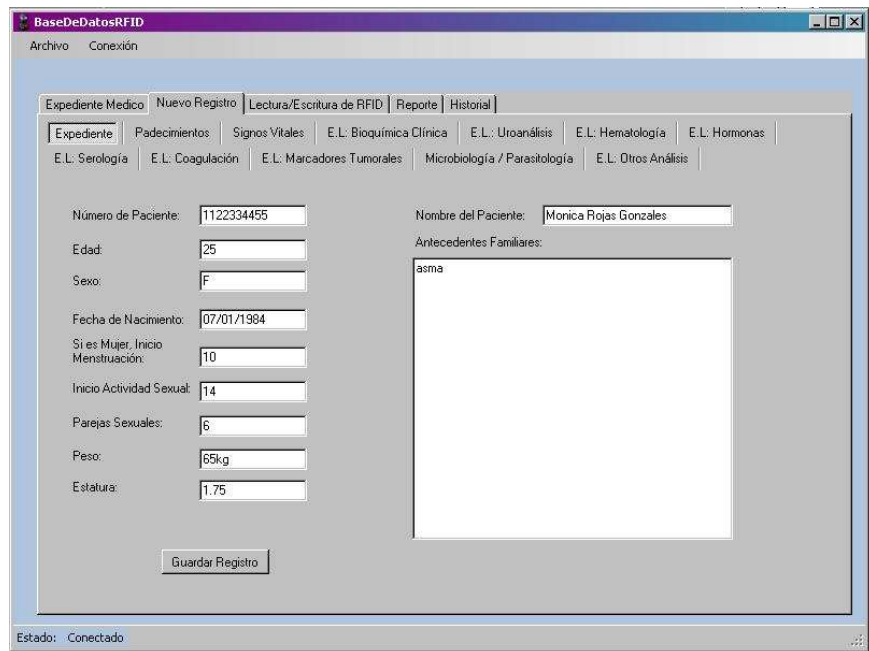 BaseDeDatosRFID
Archivo Conexión
Expediente Medico Nuevo Registro Lectura/Escritura de RFID Reporte Historial
Expediente Padecimientos Signos Vitales E.L: Bioquímica Clínica E.L.: Uroanálisis E.L: Hematología E.L: Hormonas
E.L: Serología E.L: Coagulación E.L: Marcadores Tumorales Microbiología / Parasitología E.L: Otros Análisis
Número de Paciente: 1122334455 Nombre del Paciente: Monica Rojas Gonzales
Edad: 25 Antecedentes Familiares:
Sexo: F asma
Fecha de Nacimiento: 07/01/1984
Si es Mujer, Inicio
Menstruación: 10
Inicio Actividad Sexual: 14
Parejas Sexuales: 6
Peso: 65kg
Estatura: 1.75
Guardar Registro
Estado: Conectado